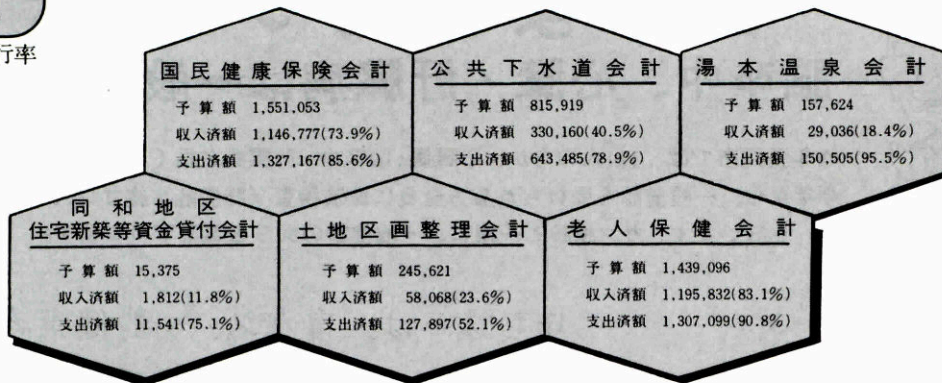 行率
国民健康保険会計
予算額 1,551,053
収入済額 1,146,777(73.9%)
支出済額 1,327,167(85.6%)
公共下水道会計
予算額 815,919
収入済額 330,160(40.5%)
支出済額 643,485(78.9%)
湯本温泉会計
予算額 157,624
収入済額 29,036(18.4%)
支出済額 150,505(95.5%)
同和地区
住宅新築等資金貸付会計
予算額 15,375
収入済額 1,812(11.8%)
支出済額 11,541(75.1%)
土地区画整理会計
予算額 245,621
収入済額 58,068(23.6%)
支出済額 127,897(52.1%)
老人保健会計
予算額 1,439,096
収入済額 1,195,832(83.1%)
支出済額 1,307,099(90.8%)